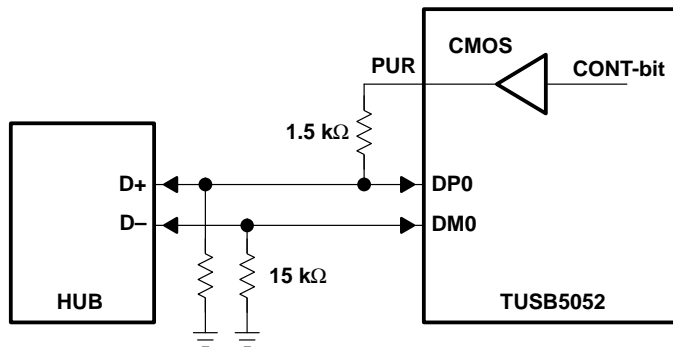 CMOS
PUR
CONT-bit
1.5 kΩ
D+
DP0
D–
DM0
15 kΩ
HUB
TUSB5052